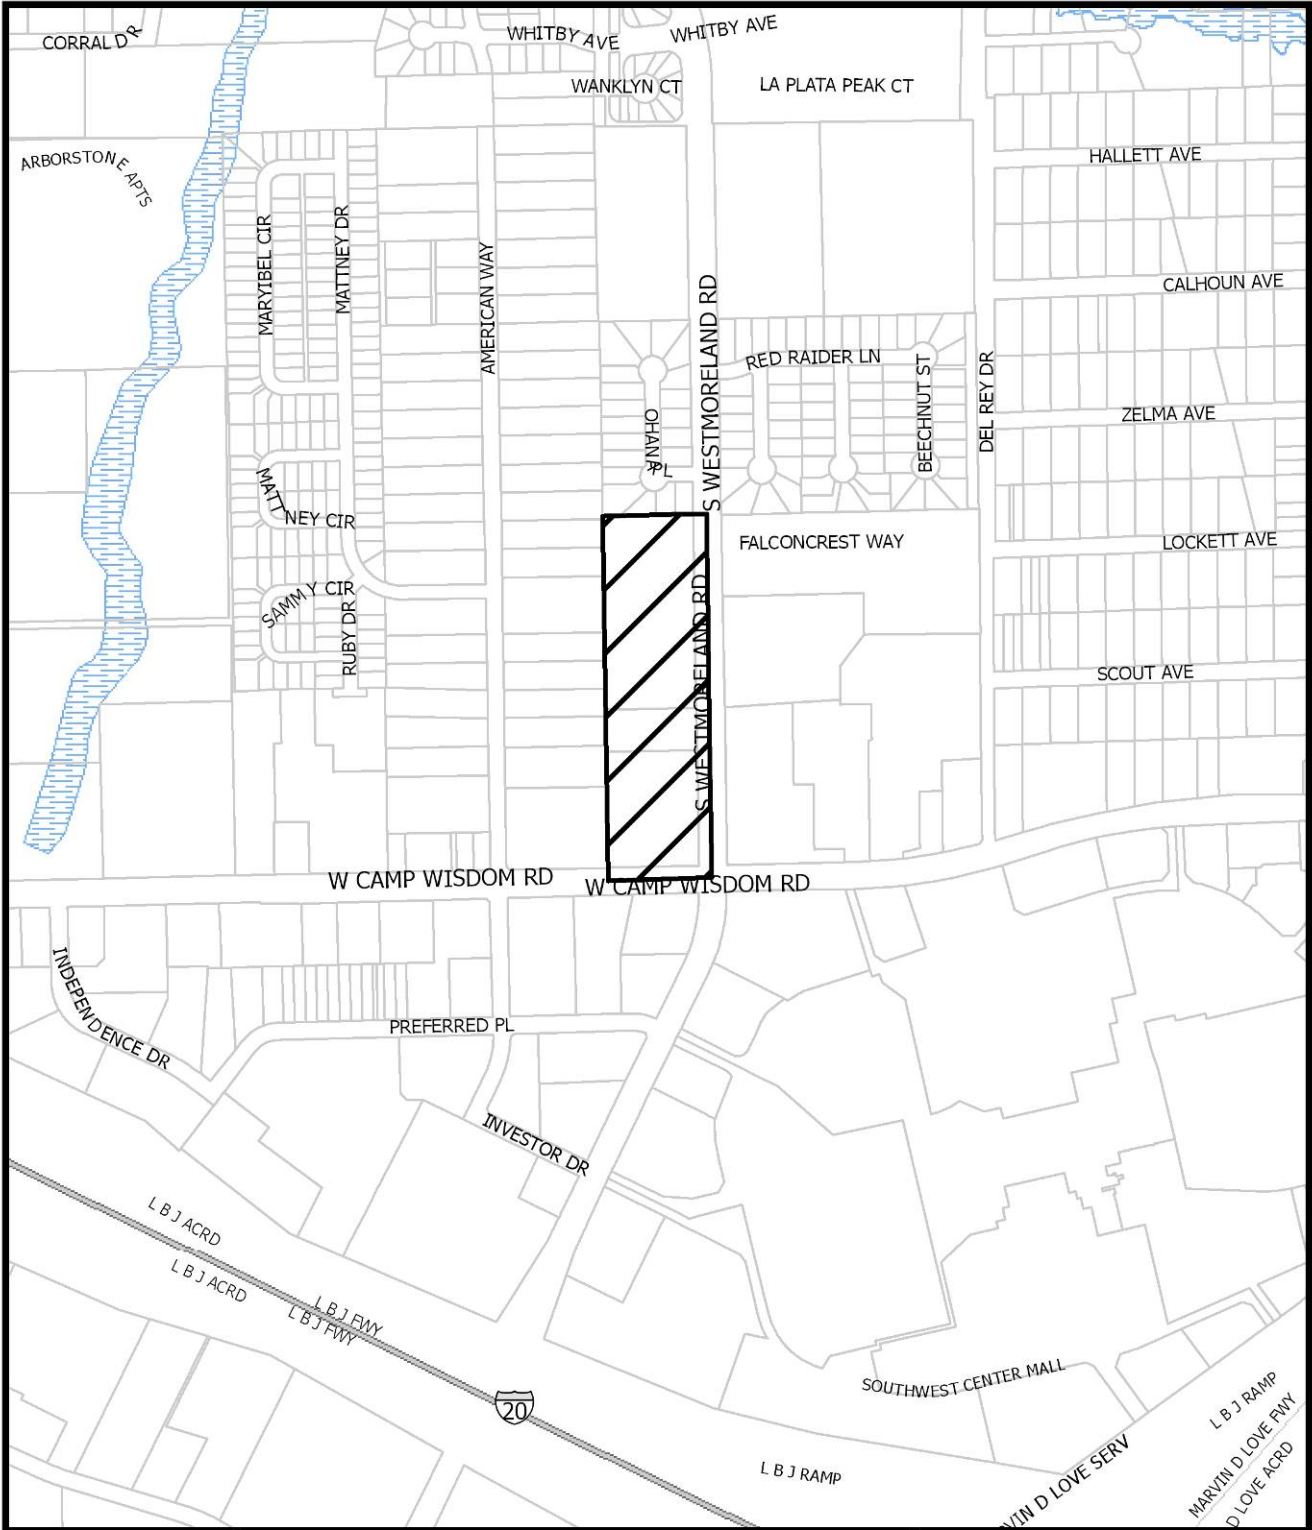 CORRAL DR
WHITBY AVE
WHITBY AVE
WANKLYN CT
LA PLATA PEAK CT
ARBORSTONE APTS
HALLETT AVE
MARYIBEL CIR
MATTNEY DR
AMERICAN WAY
S WESTMORELAND RD
CALHOUN AVE
RED RAIDER LN
BEECHNUT ST
DEL REY DR
OHANA PL
ZELMA AVE
MATTNEY CIR
FALCONCREST WAY
LOCKETT AVE
SAMMY CIR
RUBY DR
S WESTMORELAND RD
SCOUT AVE
W CAMP WISDOM RD
W CAMP WISDOM RD
INDEPENDENCE DR
PREFERRED PL
INVESTOR DR
L B J ACRD
L B J ACRD
L B J FWY
L B J FWY
20
SOUTHWEST CENTER MALL
L B J RAMP
L B J RAMP
VIN D LOVE SERV
MARVIN D LOVE FWY
D LOVE ACRD